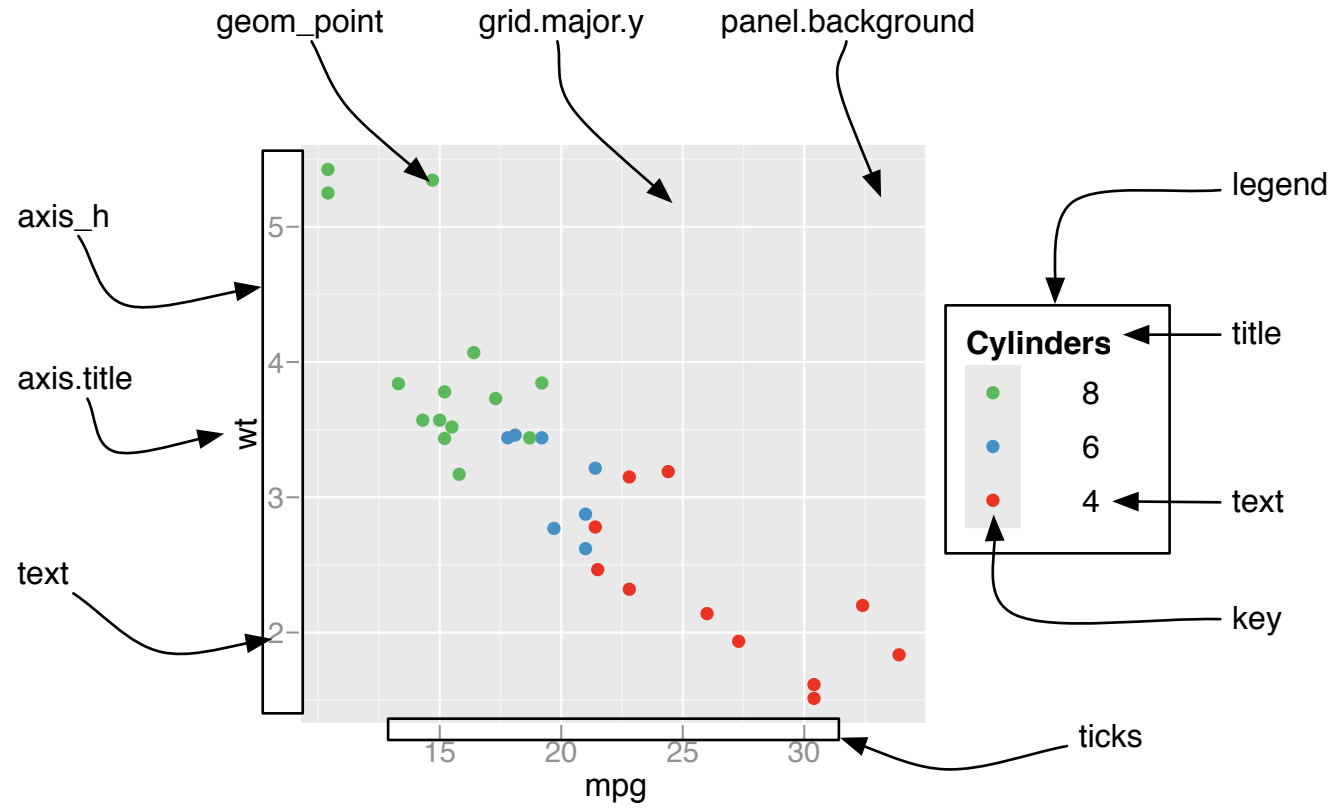 geom_point grid.major.y panel.background
legend
axis_h
5
title
Cylinders
4
axis.title
8
wt
6
3
4
text
text
2
key
ticks
15 20 25 30
mpg